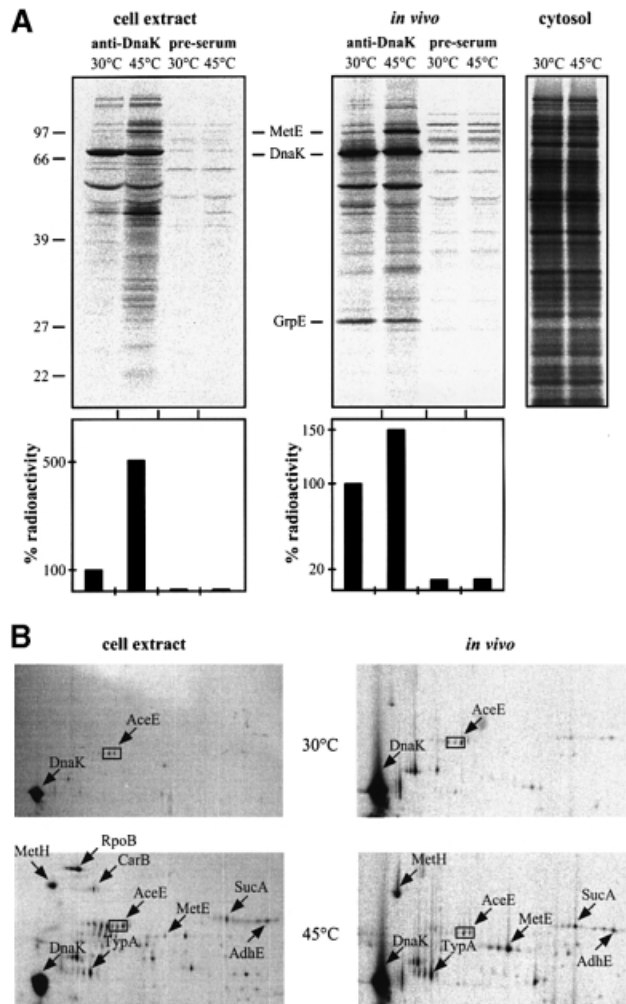 A
cell extract
in vivo
cytosol
anti-DnaK pre-serum
anti-DnaK pre-serum
30°C 45°C 30°C 45°C
30°C 45°C 30°C 45°C
30°C 45°C
97
66
39
27
22
MetE
DnaK
GrpE
% radioactivity
500
100
% radioactivity
150
100
20
B
cell extract
in vivo
AceE
DnaK
30°C
AceE
DnaK
MetH
RpoB
CarB
AceE
MetE
SucA
DnaK
TypA
AdhE
45°C
MetH
AceE
MetE
SucA
DnaK
TypA
AdhE